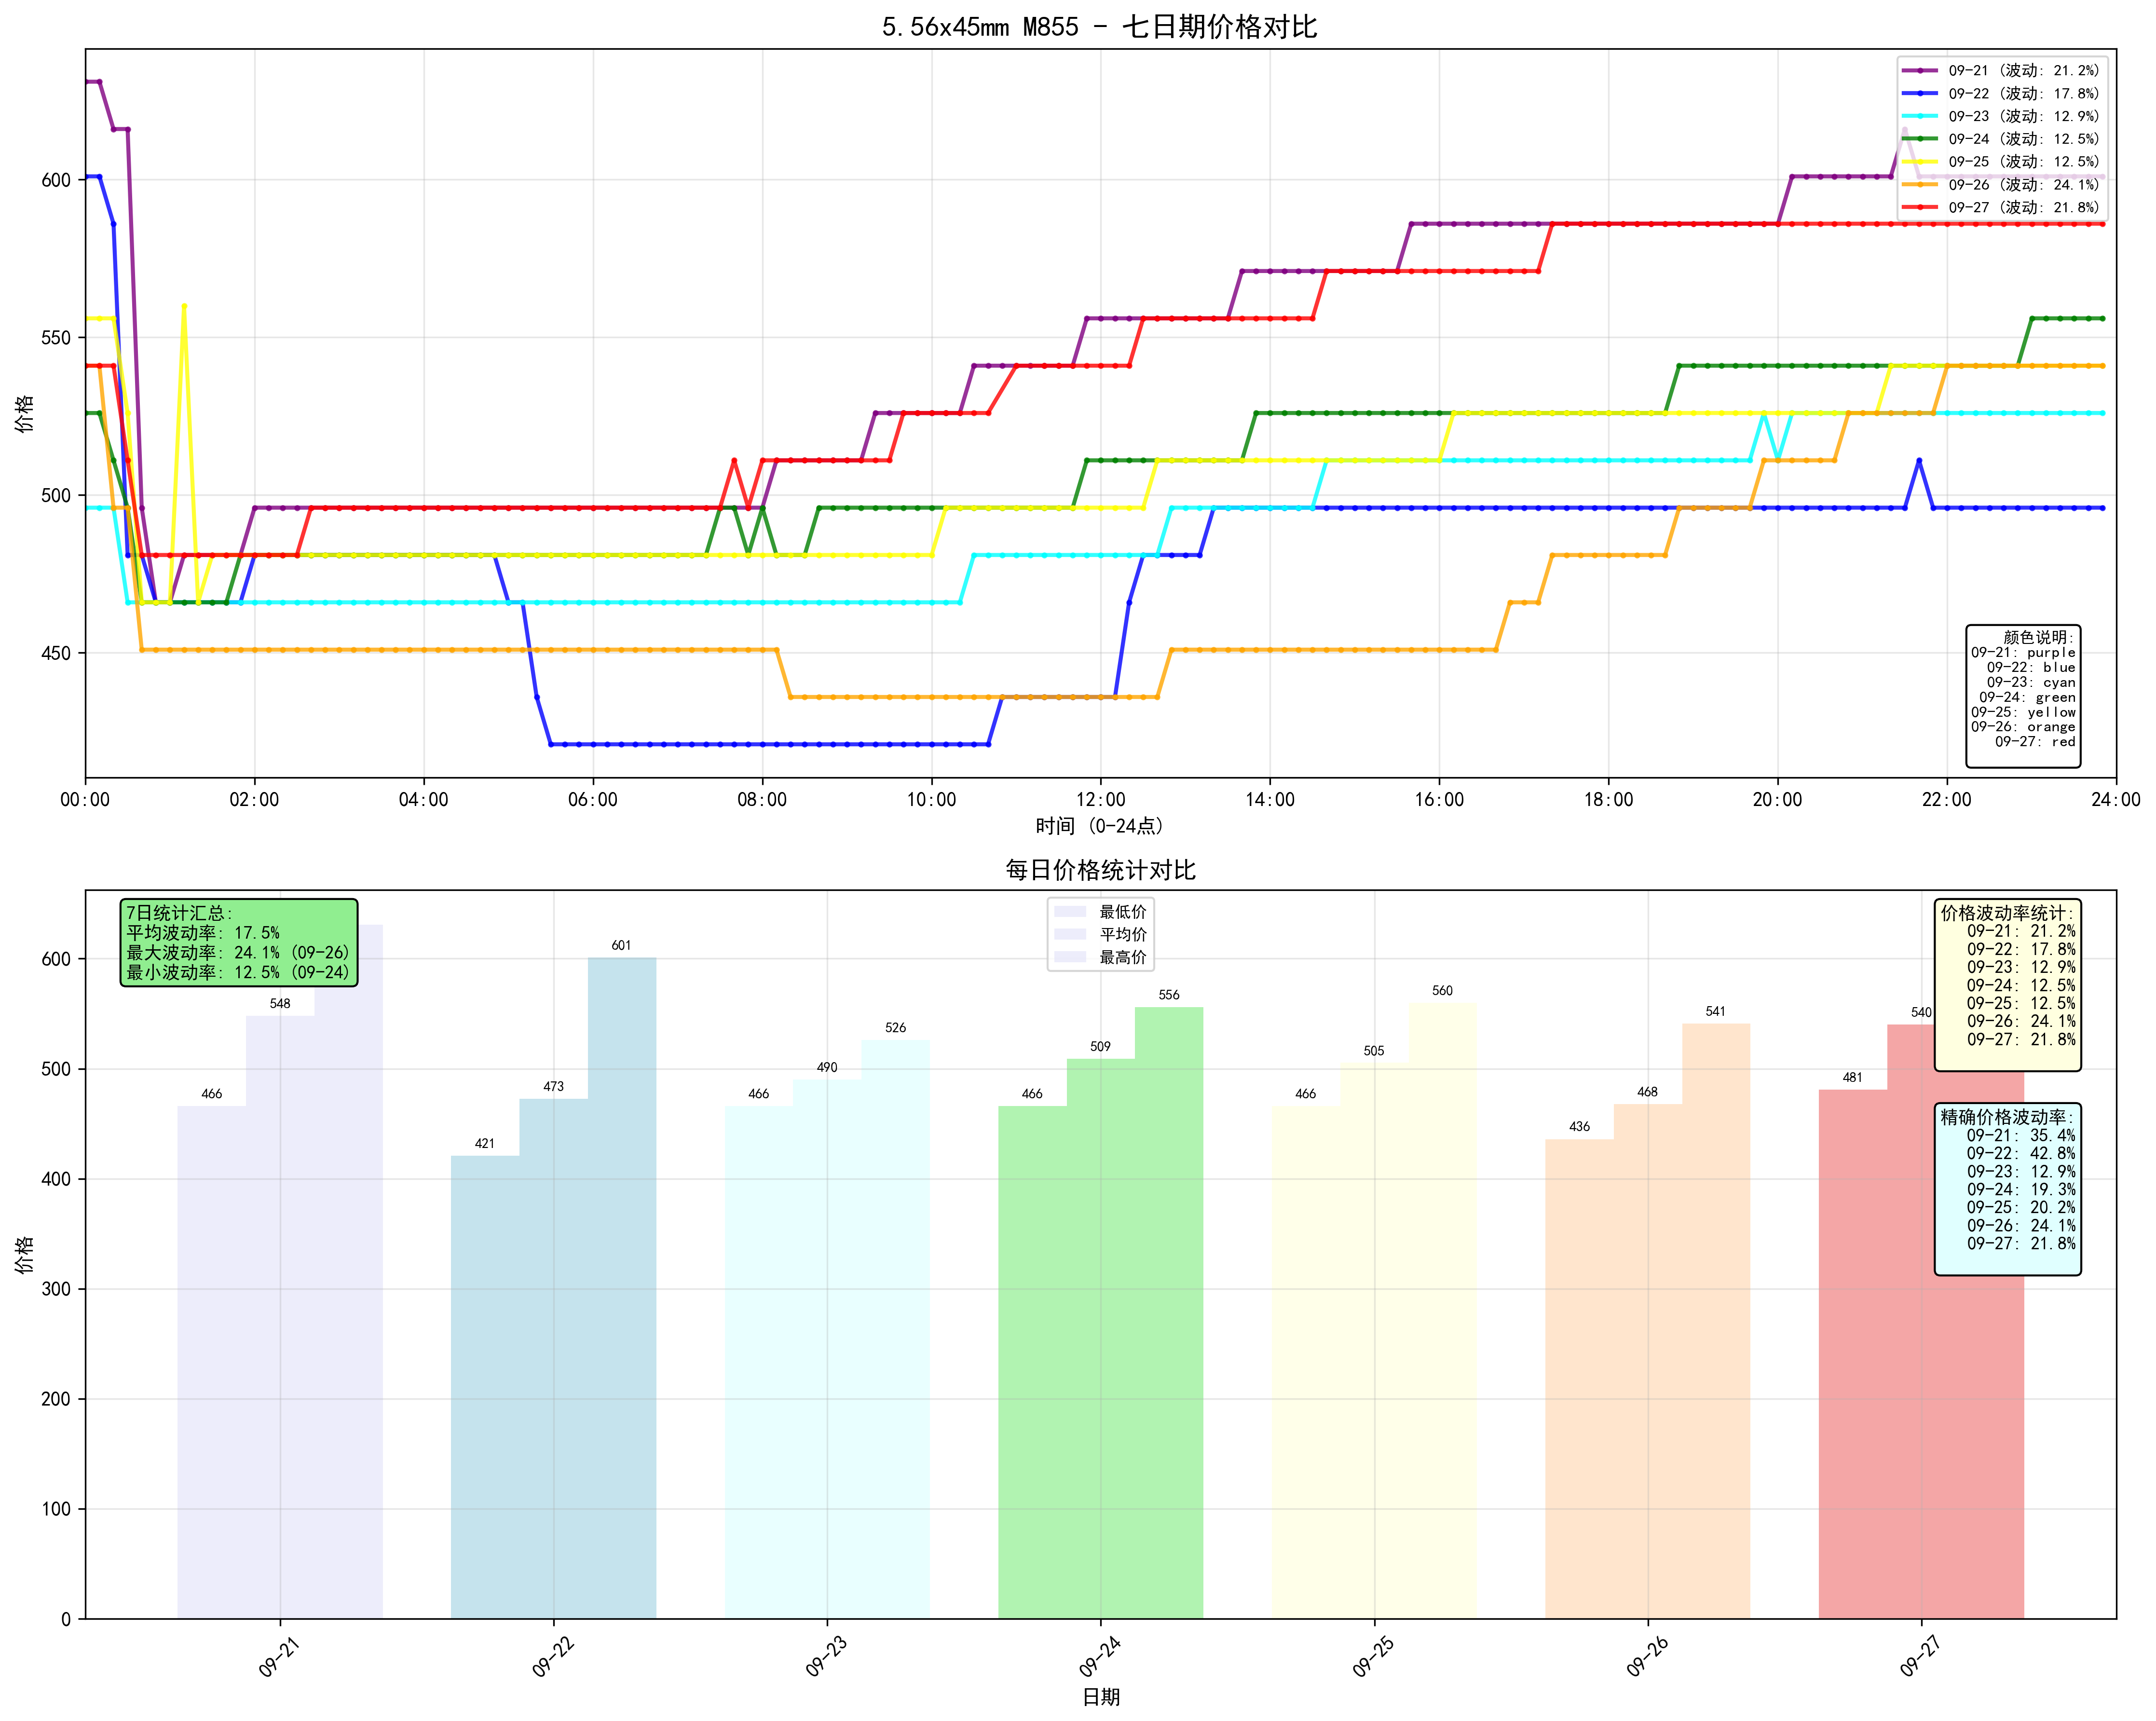 5.56x45mm M855 - 七日期价格对比
09-21 (波动: 21.2%)
09-22 (波动: 17.8%)
09-23 (波动: 12.9%)
09-24 (波动: 12.5%)
09-25 (波动: 12.5%)
09-26 (波动: 24.1%)
09-27 (波动: 21.8%)
600
550
500
450
价格
颜色说明:
09-21: purple
09-22: blue
09-23: cyan
09-24: green
09-25: yellow
09-26: orange
09-27: red
00:00 02:00 04:00 06:00 08:00 10:00 12:00 14:00 16:00 18:00 20:00 22:00 24:00
时间 (0-24点)
每日价格统计对比
7日统计汇总:
平均波动率: 17.5%
最大波动率: 24.1% (09-26)
最小波动率: 12.5% (09-24)
最低价
平均价
最高价
价格波动率统计:
09-21: 21.2%
09-22: 17.8%
09-23: 12.9%
09-24: 12.5%
09-25: 12.5%
09-26: 24.1%
09-27: 21.8%
精确价格波动率:
09-21: 35.4%
09-22: 42.8%
09-23: 12.9%
09-24: 19.3%
09-25: 20.2%
09-26: 24.1%
09-27: 21.8%
466 548
421 473 601
466 490 526
466 509 556
466 505 560
436 468 541
481 540
600
500
400
300
200
100
0
价格
09-21 09-22 09-23 09-24 09-25 09-26 09-27
日期